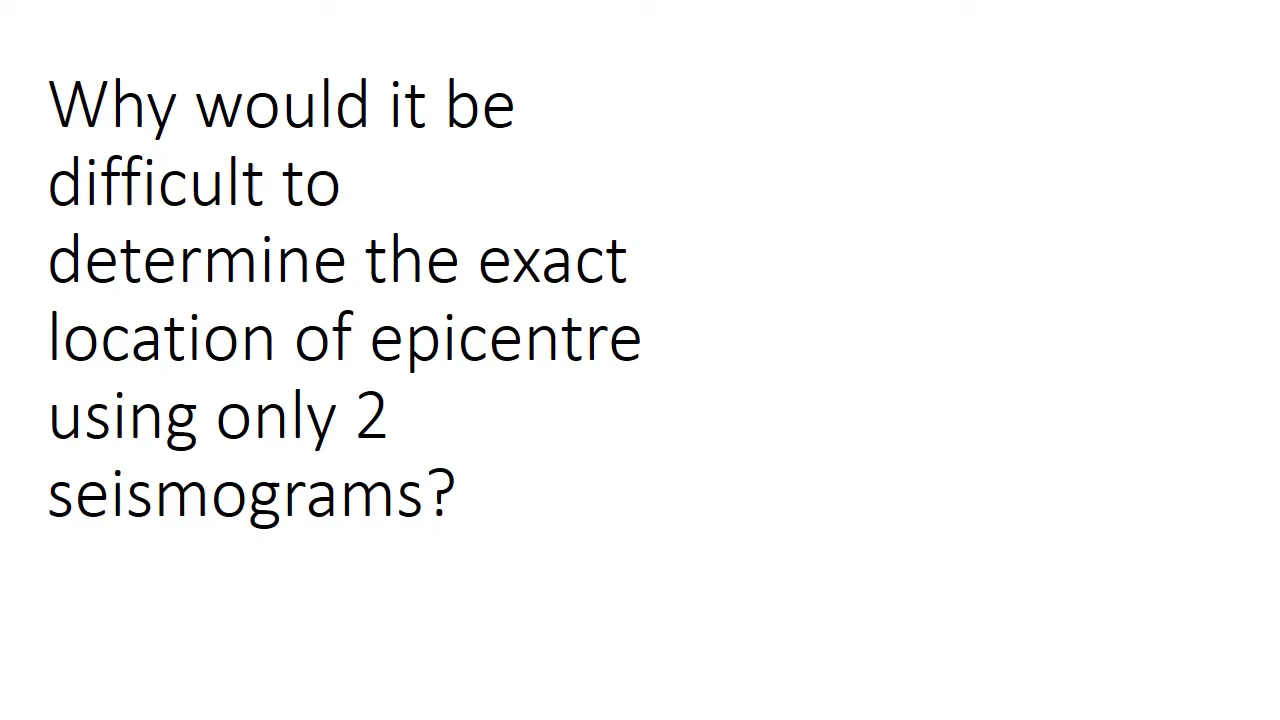 Why would it be
difficult to
determine the exact
location of epicentre
using only 2
seismograms?